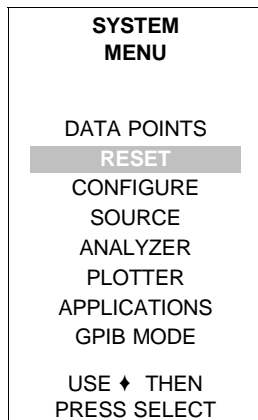 SYSTEM
MENU
DATA POINTS
RESET
CONFIGURE
SOURCE
ANALYZER
PLOTTER
APPLICATIONS
GPIB MODE
USE ♦ THEN
PRESS SELECT